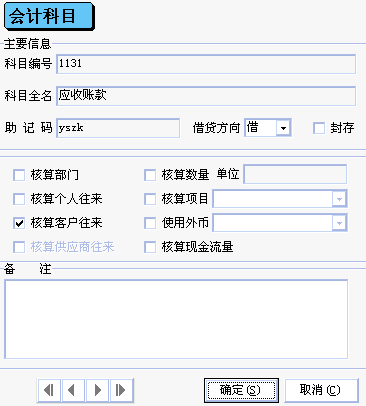 会计科目
主要信息
科目编号 1131
科目全名 应收账款
助 记 码 yszk 借贷方向 借 封存
核算部门 核算数量 单位
核算个人往来 核算项目
核算客户往来 使用外币
核算供应商往来 核算现金流量
备 注
确定(S) 取消(C)